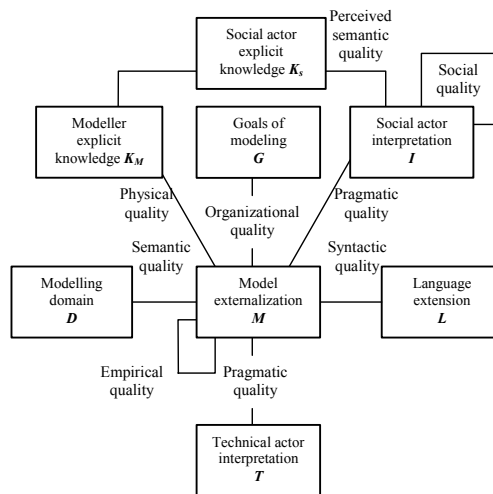 Social actor
explicit
knowledge Ks
Perceived
semantic
quality
Social
quality
Modeller
explicit
knowledge KM
Goals of
modeling
G
Social actor
interpretation
I
Physical
quality
Organizational
quality
Pragmatic
quality
Semantic
quality
Syntactic
quality
Modelling
domain
D
Model
externalization
M
Language
extension
L
Empirical
quality
Pragmatic
quality
Technical actor
interpretation
T